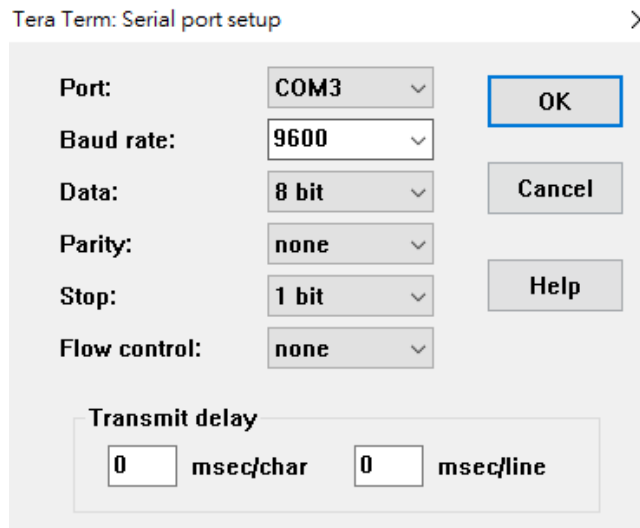 Tera Term: Serial port setup
Port: COM3
OK
Baud rate: 9600
Data: 8 bit
Cancel
Parity: none
Stop: 1 bit
Help
Flow control: none
Transmit delay
0 msec/char 0 msec/line